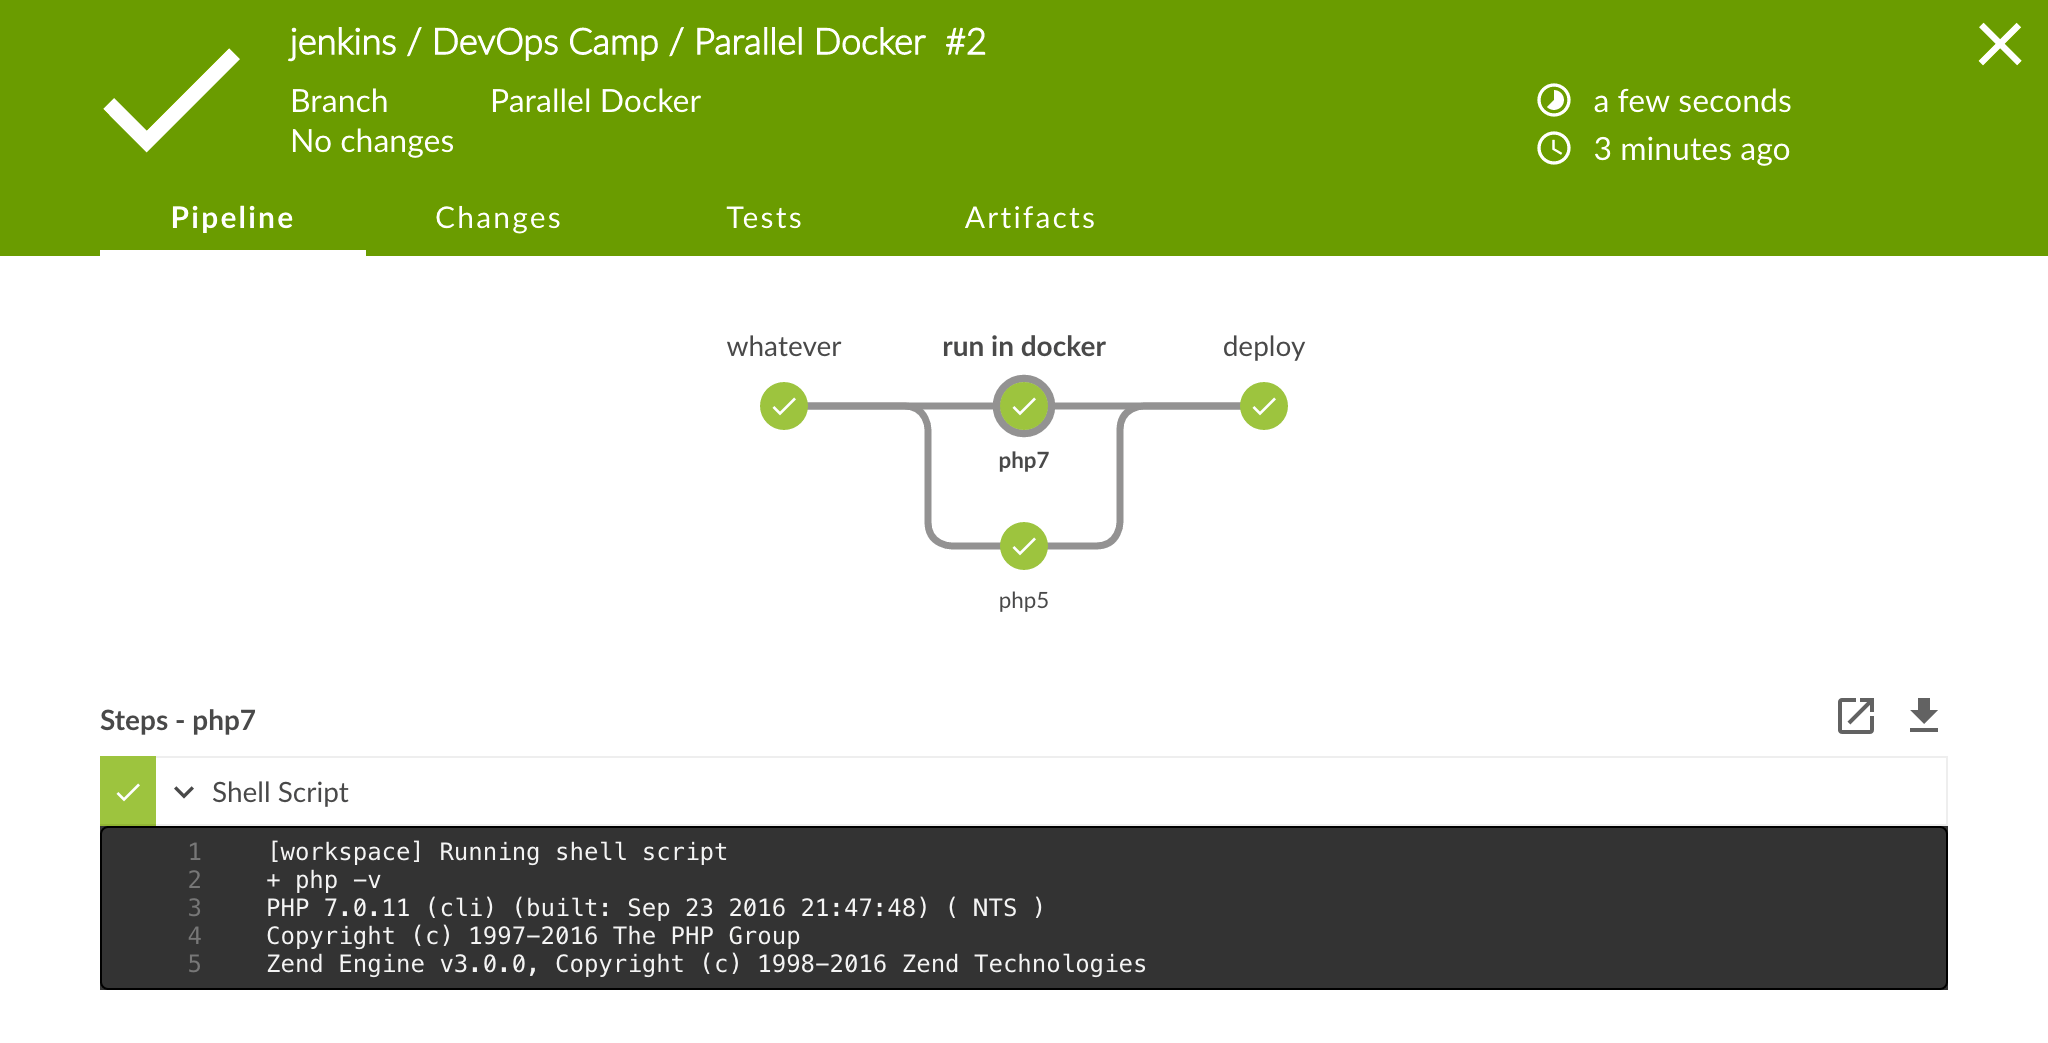 jenkins / DevOps Camp / Parallel Docker #2
Branch Parallel Docker
No changes
a few seconds
3 minutes ago
Pipeline Changes Tests Artifacts
whatever run in docker deploy
php7
php5
Steps - php7
Shell Script
1 [workspace] Running shell script
2 + php -v
3 PHP 7.0.11 (cli) (built: Sep 23 2016 21:47:48) ( NTS )
4 Copyright (c) 1997-2016 The PHP Group
5 Zend Engine v3.0.0, Copyright (c) 1998-2016 Zend Technologies